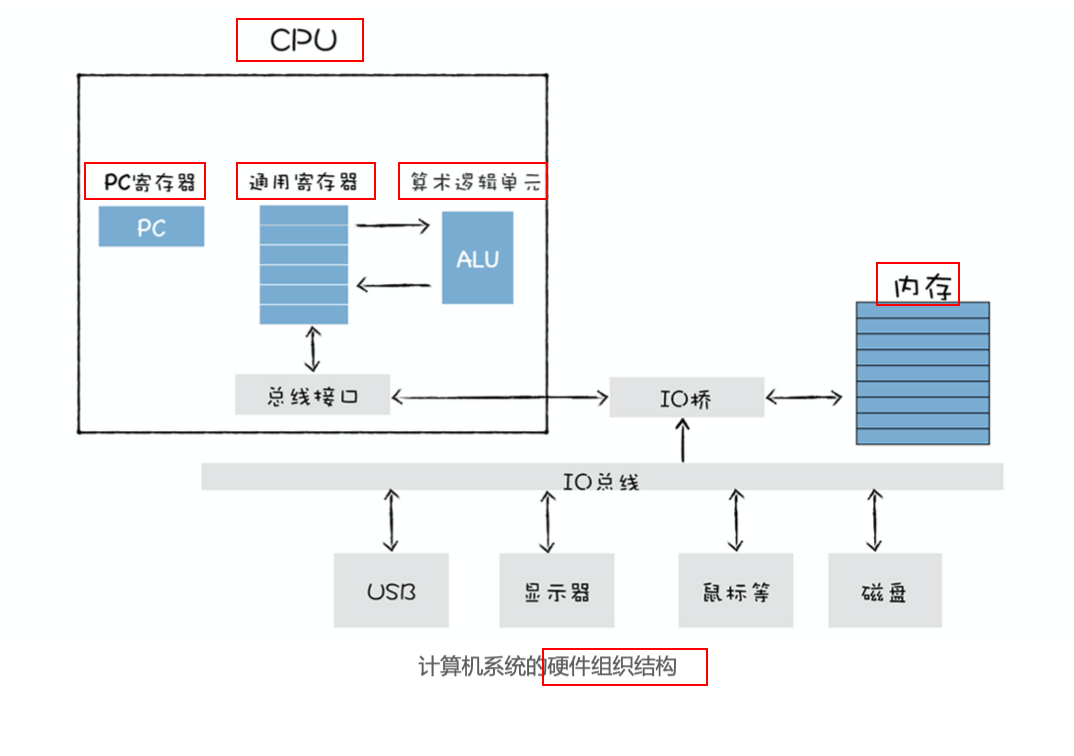 CPU
PC寄存器
通用寄存器
算术逻辑单元
PC
ALU
内存
总线接口
IO桥
IO总线
USB
显示器
鼠标等
磁盘
计算机系统的硬件组织结构